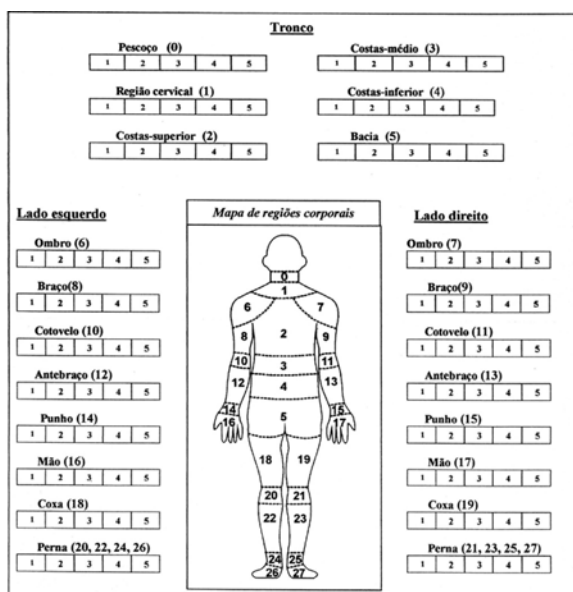 Tronco
Pescoço (0)
1 2 3 4 5
Costas-médio (3)
1 2 3 4 5
Região cervical (1)
1 2 3 4 5
Costas-inferior (4)
1 2 3 4 5
Costas-superior (2)
1 2 3 4 5
Bacia (5)
1 2 3 4 5
Lado esquerdo
Ombro (6)
1 2 3 4 5
Braço(8)
1 2 3 4 5
Cotovelo (10)
1 2 3 4 5
Antebraço (12)
1 2 3 4 5
Punho (14)
1 2 3 4 5
Mão (16)
1 2 3 4 5
Coxa (18)
1 2 3 4 5
Perna (20, 22, 24, 26)
1 2 3 4 5
Mapa de regiões corporais
0
1
6 7
2
8 9
3
10 11
4
12 13
14 5 15
16 17
18 19
20 21
22 23
24 25
26 27
Lado direito
Ombro (7)
1 2 3 4 5
Braço(9)
1 2 3 4 5
Cotovelo (11)
1 2 3 4 5
Antebraço (13)
1 2 3 4 5
Punho (15)
1 2 3 4 5
Mão (17)
1 2 3 4 5
Coxa (19)
1 2 3 4 5
Perna (21, 23, 25, 27)
1 2 3 4 5